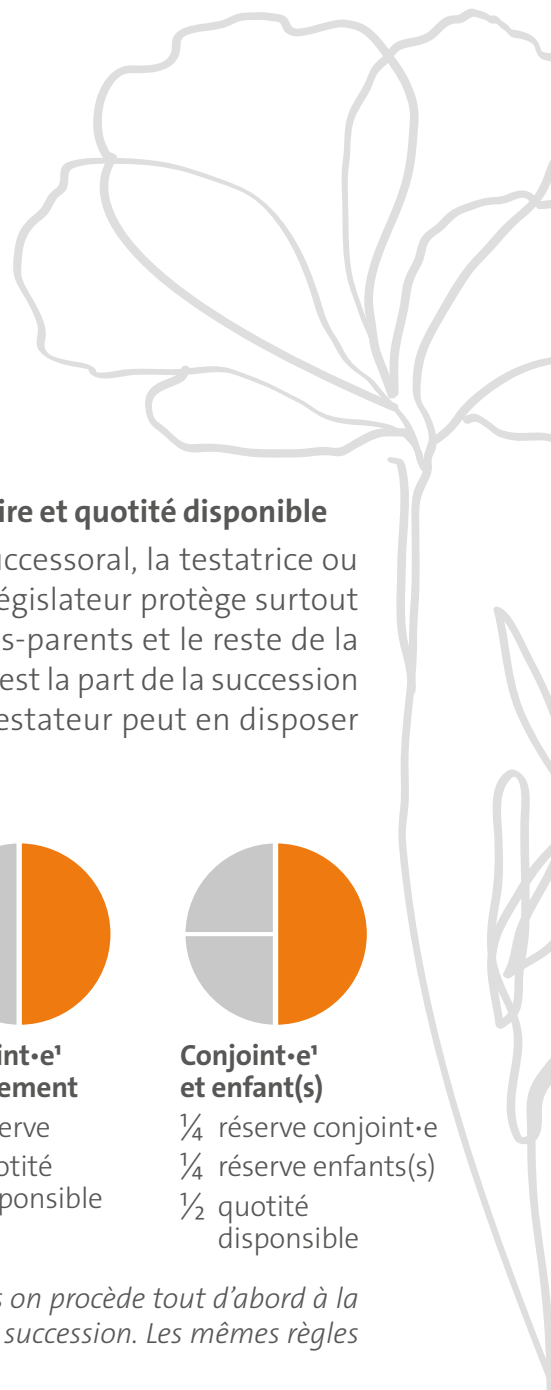 ire et quotité disponible
uccessoral, la testatrice ou
égislateur protège surtout
s-parents et le reste de la
est la part de la succession
estateur peut en disposer
int·e¹
ement
erve
otité
ponsible
Conjoint·e¹
et enfant(s)
¼ réserve conjoint·e
¼ réserve enfants(s)
½ quotité
disponible
s on procède tout d’abord à la
succession. Les mêmes règles